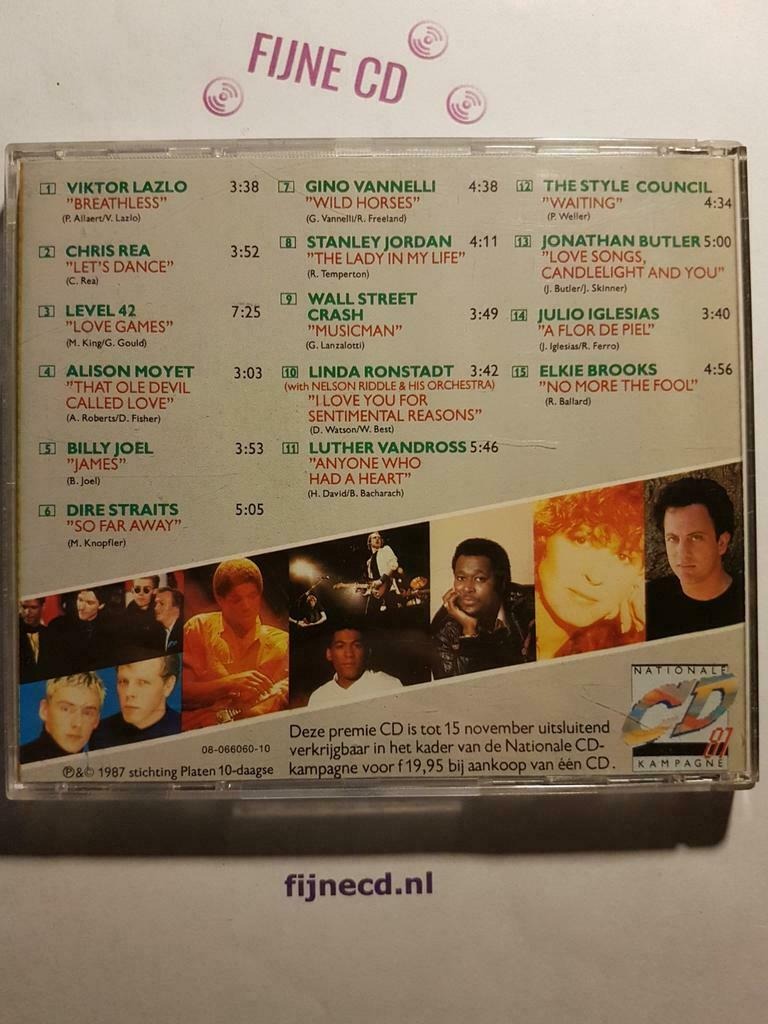 FIJNE CD
1 VIKTOR LAZLO 3:38
"BREATHLESS"
(P. Allaert/V. Lazlo)
2 CHRIS REA 3:52
"LET'S DANCE"
(C. Rea)
3 LEVEL 42 7:25
"LOVE GAMES"
(M. King/G. Gould)
4 ALISON MOYET 3:03
"THAT OLE DEVIL
CALLED LOVE"
(A. Roberts/D. Fisher)
5 BILLY JOEL 3:53
"JAMES"
(B. Joel)
6 DIRE STRAITS 5:05
"SO FAR AWAY"
(M. Knopfler)
7 GINO VANNELLI 4:38
"WILD HORSES"
(G. Vannelli/R. Freeland)
8 STANLEY JORDAN 4:11
"THE LADY IN MY LIFE"
(R. Temperton)
9 WALL STREET
CRASH 3:49
"MUSICMAN"
(G. Lanzalotti)
10 LINDA RONSTADT 3:42
(with NELSON RIDDLE & HIS ORCHESTRA)
"I LOVE YOU FOR
SENTIMENTAL REASONS"
(D. Watson/W. Best)
11 LUTHER VANDROSS 5:46
"ANYONE WHO
HAD A HEART"
(H. David/B. Bacharach)
12 THE STYLE COUNCIL
"WAITING" 4:34
(P. Weller)
13 JONATHAN BUTLER 5:00
"LOVE SONGS,
CANDLELIGHT AND YOU"
(J. Butler/J. Skinner)
14 JULIO IGLESIAS 3:40
"A FLOR DE PIEL"
(J. Iglesias/R. Ferro)
15 ELKIE BROOKS 4:56
"NO MORE THE FOOL"
(R. Ballard)
08-066060-10
℗&© 1987 stichting Platen 10-daagse
Deze premie CD is tot 15 november uitsluitend
verkrijgbaar in het kader van de Nationale CD-
kampagne voor f 19,95 bij aankoop van één CD.
NATIONALE
CD
87
KAMPAGNE
fijnecd.nl